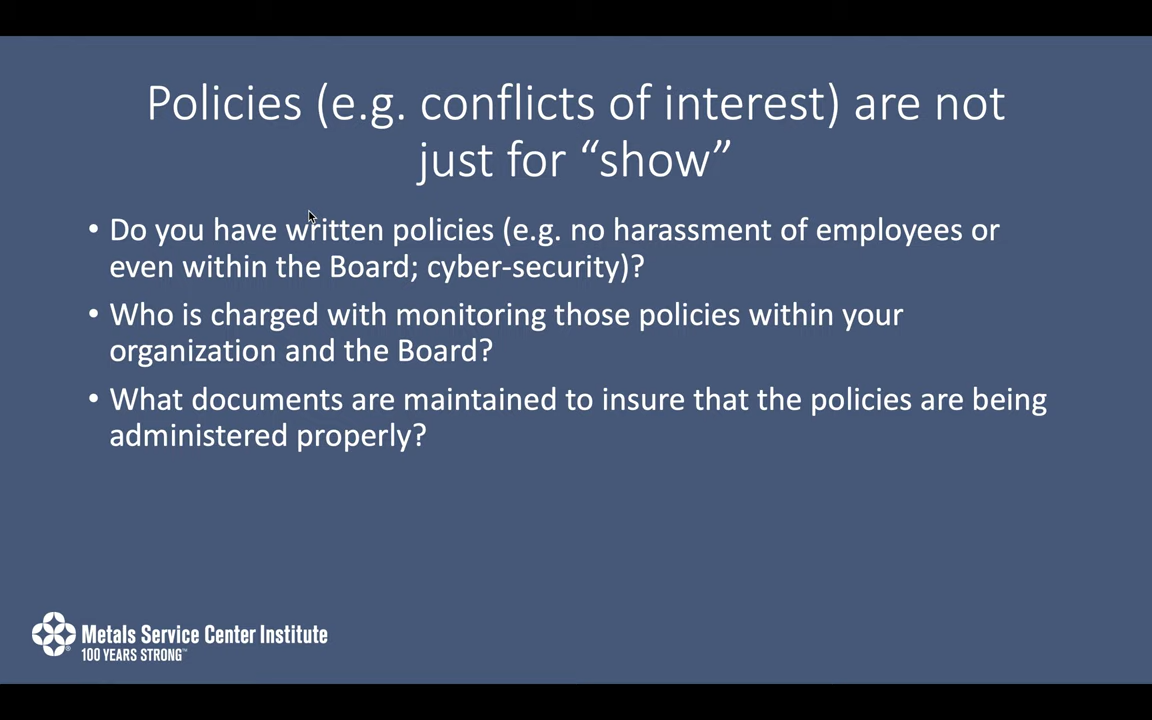 Policies (e.g. conflicts of interest) are not
just for “show”
• Do you have written policies (e.g. no harassment of employees or
even within the Board; cyber-security)?
• Who is charged with monitoring those policies within your
organization and the Board?
• What documents are maintained to insure that the policies are being
administered properly?
Metals Service Center Institute
100 YEARS STRONG™